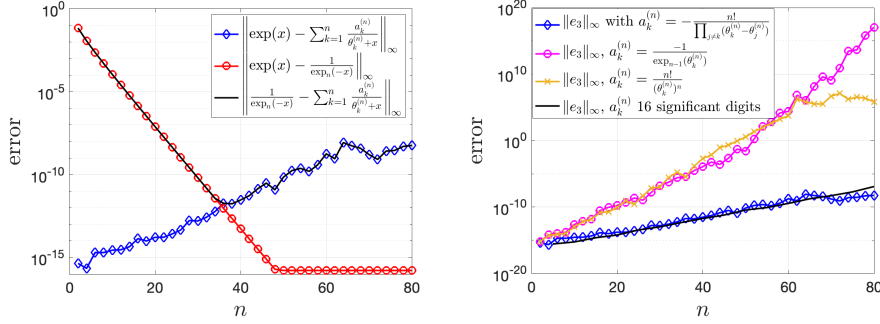 10^0
10^{-5}
10^{-10}
10^{-15}
error
0 20 40 60 80
n
‖exp(x) − ∑_{k=1}^{n} a_k^{(n)} / (θ_k^{(n)} + x)‖_∞
‖exp(x) − 1 / exp_n(−x)‖_∞
‖1 / exp_n(−x) − ∑_{k=1}^{n} a_k^{(n)} / (θ_k^{(n)} + x)‖_∞
10^{20}
10^{10}
10^0
10^{-10}
10^{-20}
error
0 20 40 60 80
n
‖e_3‖_∞ with a_k^{(n)} = − n! / ∏_{j≠k}(θ_k^{(n)} − θ_j^{(n)})
‖e_3‖_∞, a_k^{(n)} = −1 / exp_{n−1}(θ_k^{(n)})
‖e_3‖_∞, a_k^{(n)} = n! / (θ_k^{(n)})^n
‖e_3‖_∞, a_k^{(n)} 16 significant digits